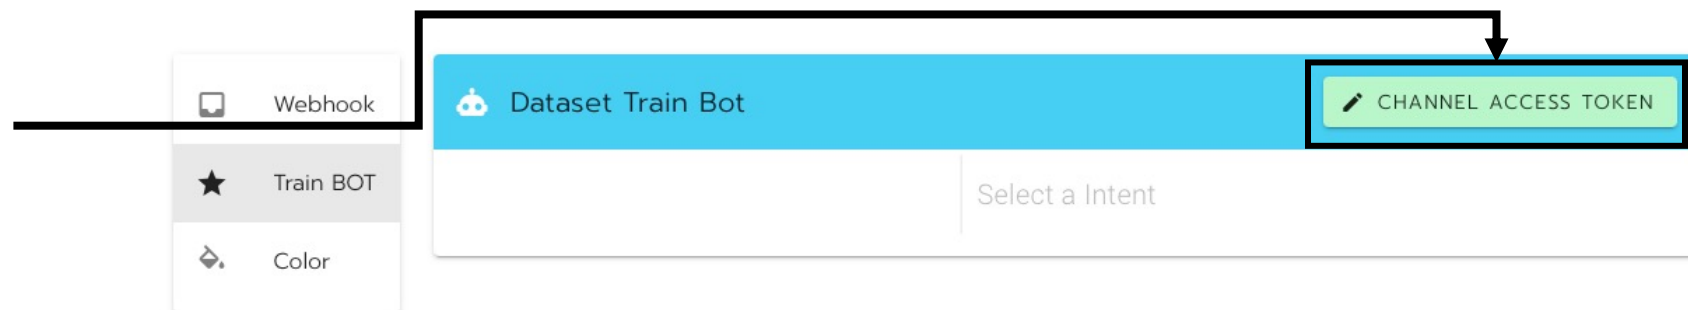 Webhook
Train BOT
Color
Dataset Train Bot
CHANNEL ACCESS TOKEN
Select a Intent